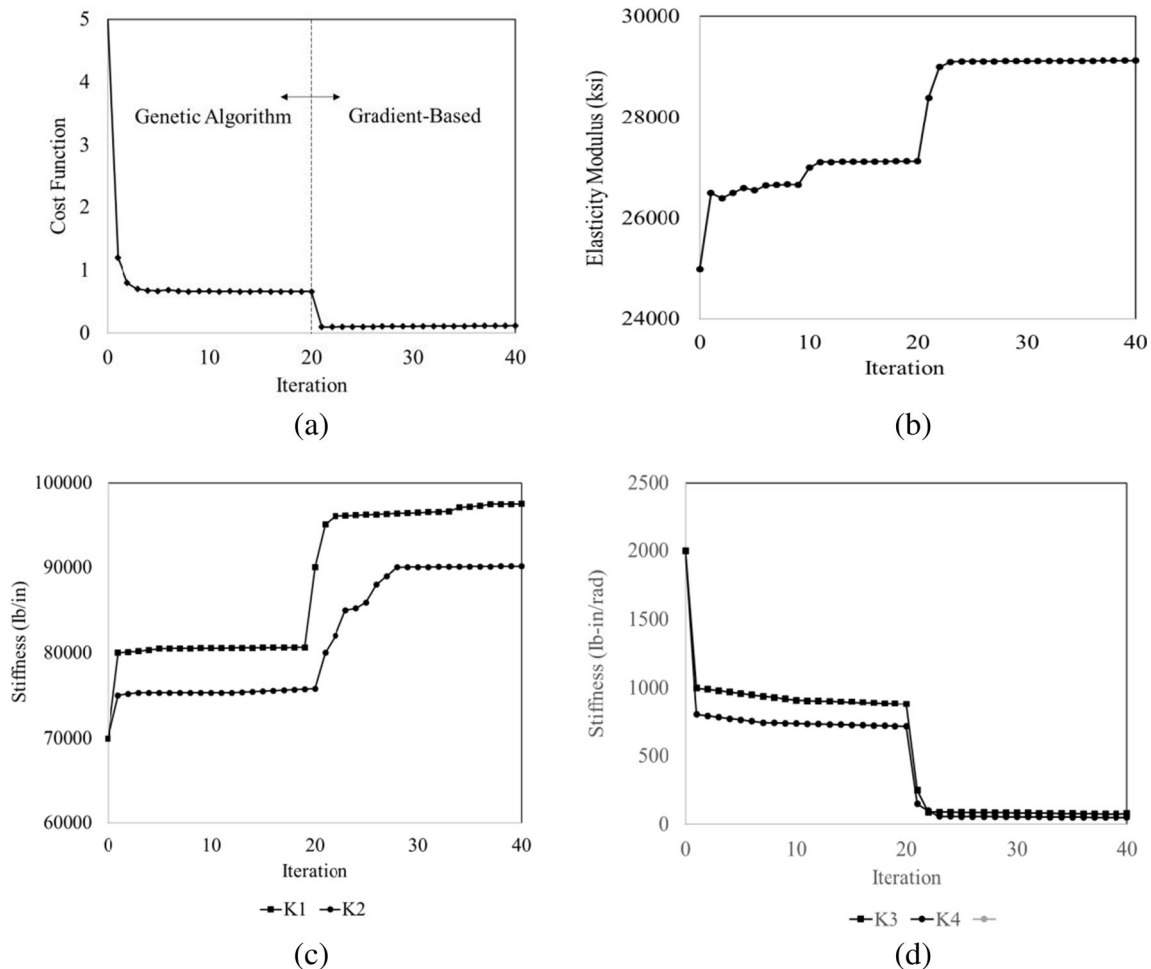 5
4
3
2
1
0
Cost Function
Genetic Algorithm
Gradient-Based
0 10 20 30 40
Iteration
(a)
30000
28000
26000
24000
Elasticity Modulus (ksi)
0 10 20 30 40
Iteration
(b)
100000
90000
80000
70000
60000
Stiffness (Ib/in)
0 10 20 30 40
Iteration
K1 K2
(c)
2500
2000
1500
1000
500
0
Stiffness (Ib-in/rad)
0 10 20 30 40
Iteration
K3 K4
(d)